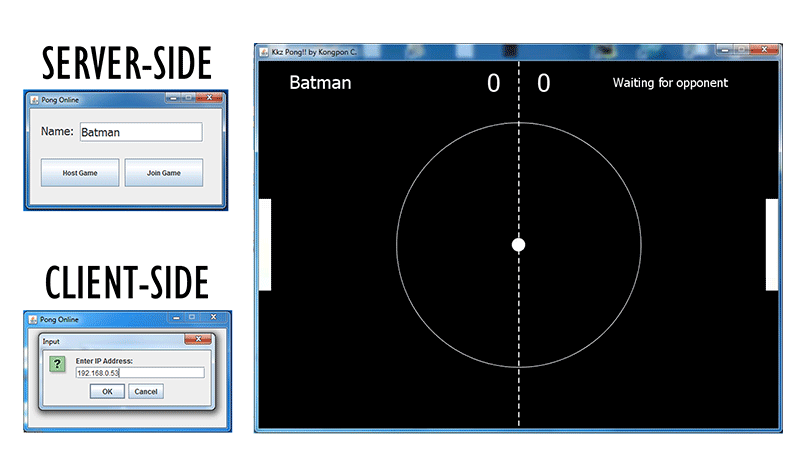 SERVER-SIDE
Pong Online
Name: Batman
Host Game Join Game
CLIENT-SIDE
Pong Online
Input
?
Enter IP Address:
192.168.0.53
OK Cancel
Kkz Pong!! by Kongpon C.
Batman 0 0 Waiting for opponent